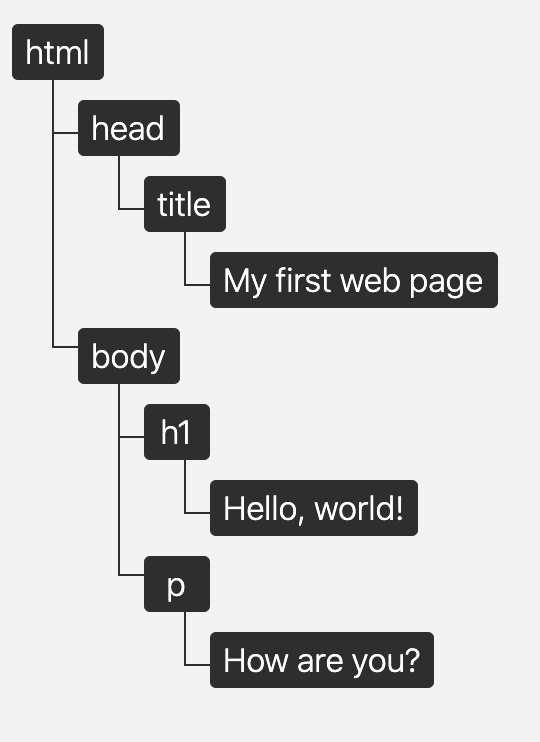 html
head
title
My first web page
body
h1
Hello, world!
p
How are you?